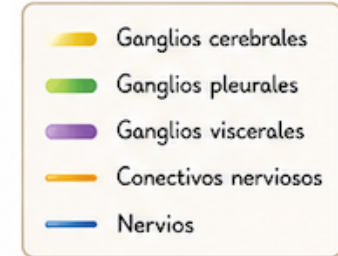 Ganglios cerebrales
Ganglios pleurales
Ganglios viscerales
Conectivos nerviosos
Nervios